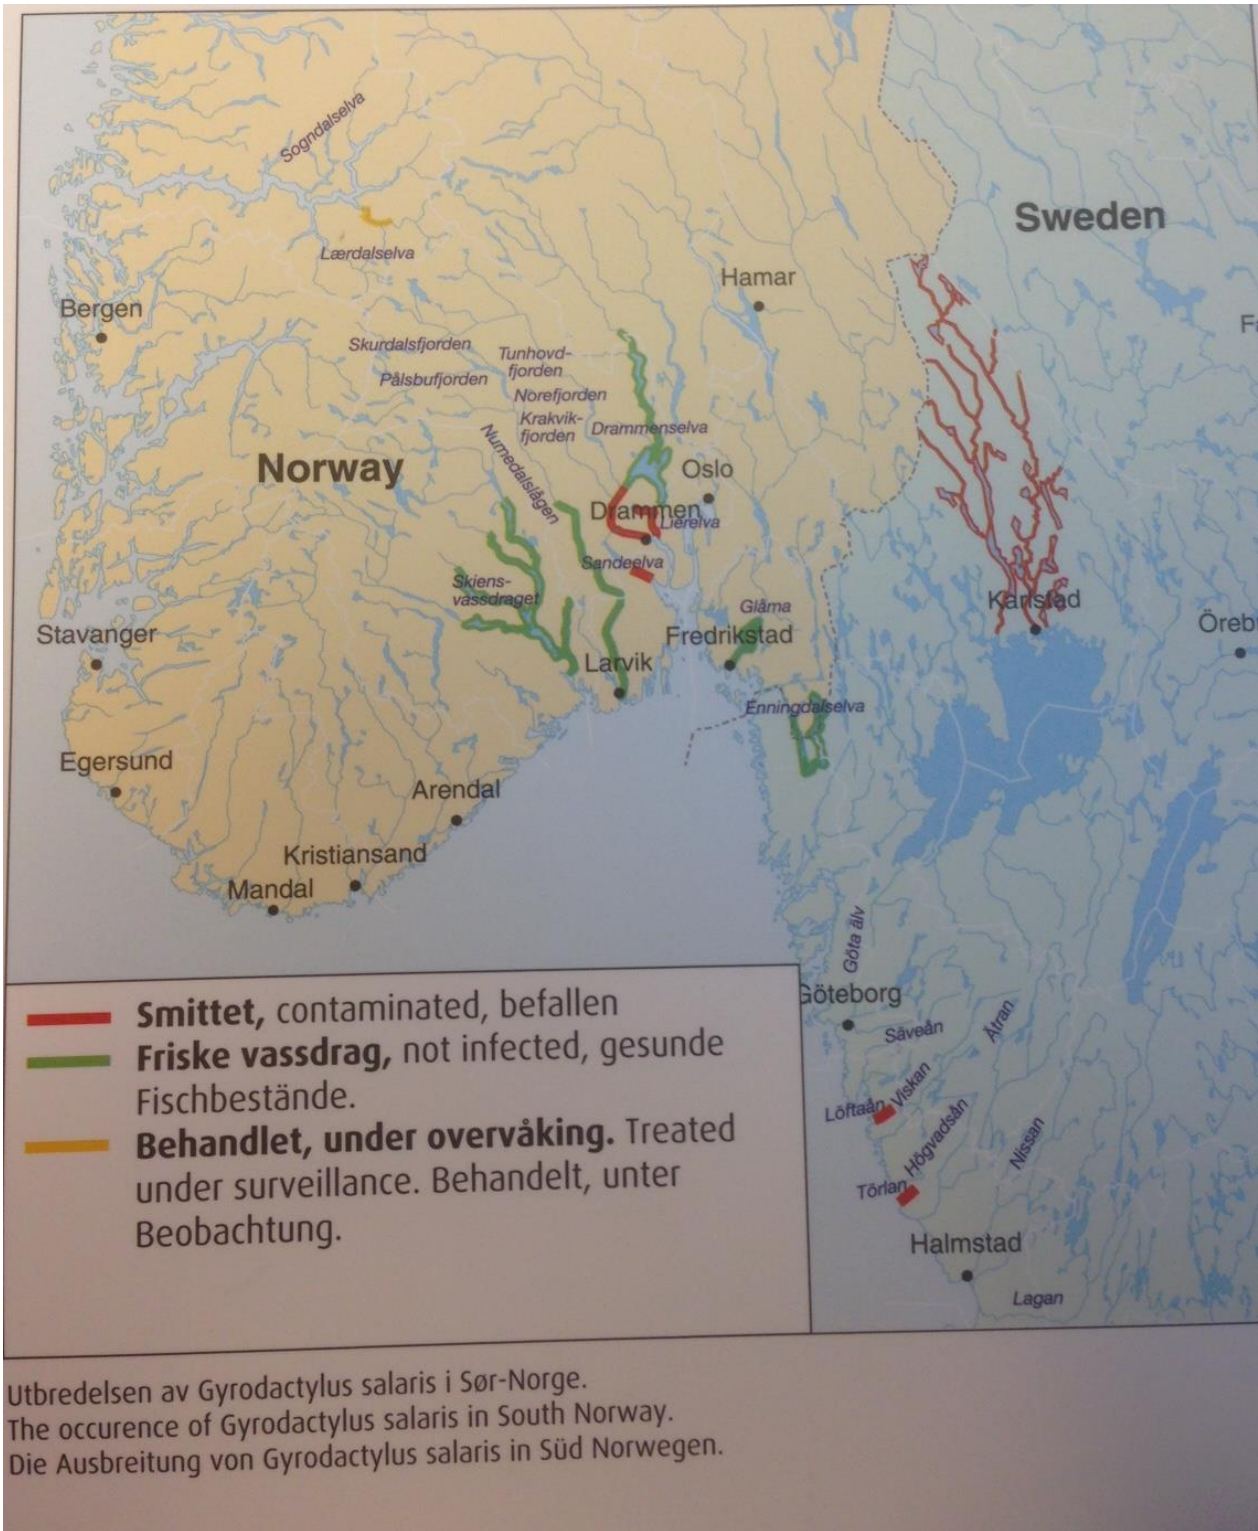 Sogndalselva
Sweden
Lærdalselva
Hamar
Bergen
Skurdalsfjorden
Tunhovd-
fjorden
Pålsbufjorden
Norefjorden
Krakvik-
fjorden
Drammenselva
Numedalslågen
Norway
Oslo
Drammen
Lierelva
Sandeelva
Skiens-
vassdraget
Karlstad
Glåma
Stavanger
Fredrikstad
Örebr
Larvik
Enningdalselva
Egersund
Arendal
Kristiansand
Mandal
Göta älv
Göteborg
Säveån
Ätran
Viskan
Löftaån
Högvadsån
Nissan
Törlan
Halmstad
Lagan
Smittet, contaminated, befallen
Friske vassdrag, not infected, gesunde
Fischbestände.
Behandlet, under overvåking. Treated
under surveillance. Behandelt, unter
Beobachtung.
Utbredelsen av Gyrodactylus salaris i Sør-Norge.
The occurence of Gyrodactylus salaris in South Norway.
Die Ausbreitung von Gyrodactylus salaris in Süd Norwegen.